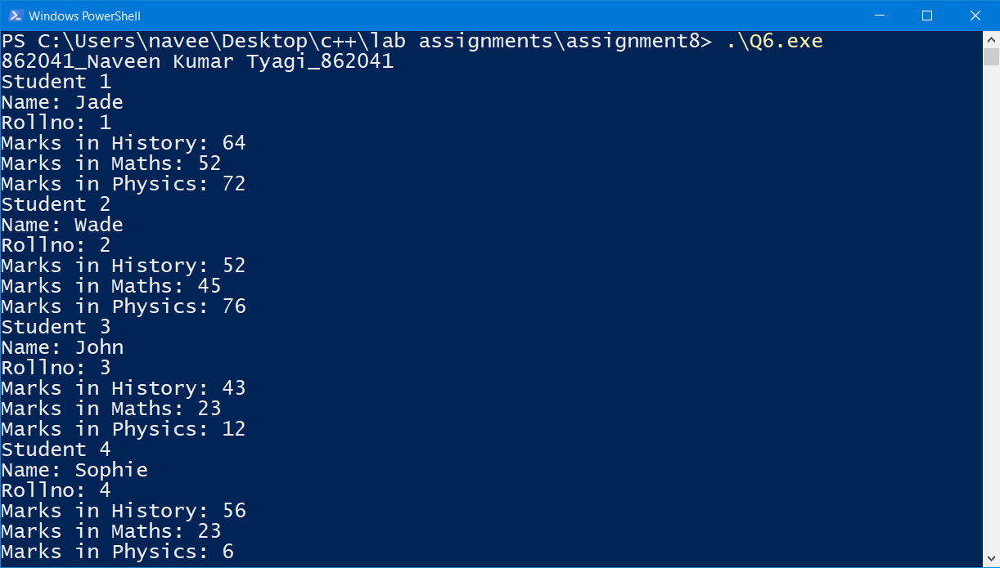 Windows PowerShell
PS C:\Users\navee\Desktop\c++\lab assignments\assignment8> .\Q6.exe
862041_Naveen Kumar Tyagi_862041
Student 1
Name: Jade
Rollno: 1
Marks in History: 64
Marks in Maths: 52
Marks in Physics: 72
Student 2
Name: Wade
Rollno: 2
Marks in History: 52
Marks in Maths: 45
Marks in Physics: 76
Student 3
Name: John
Rollno: 3
Marks in History: 43
Marks in Maths: 23
Marks in Physics: 12
Student 4
Name: Sophie
Rollno: 4
Marks in History: 56
Marks in Maths: 23
Marks in Physics: 6